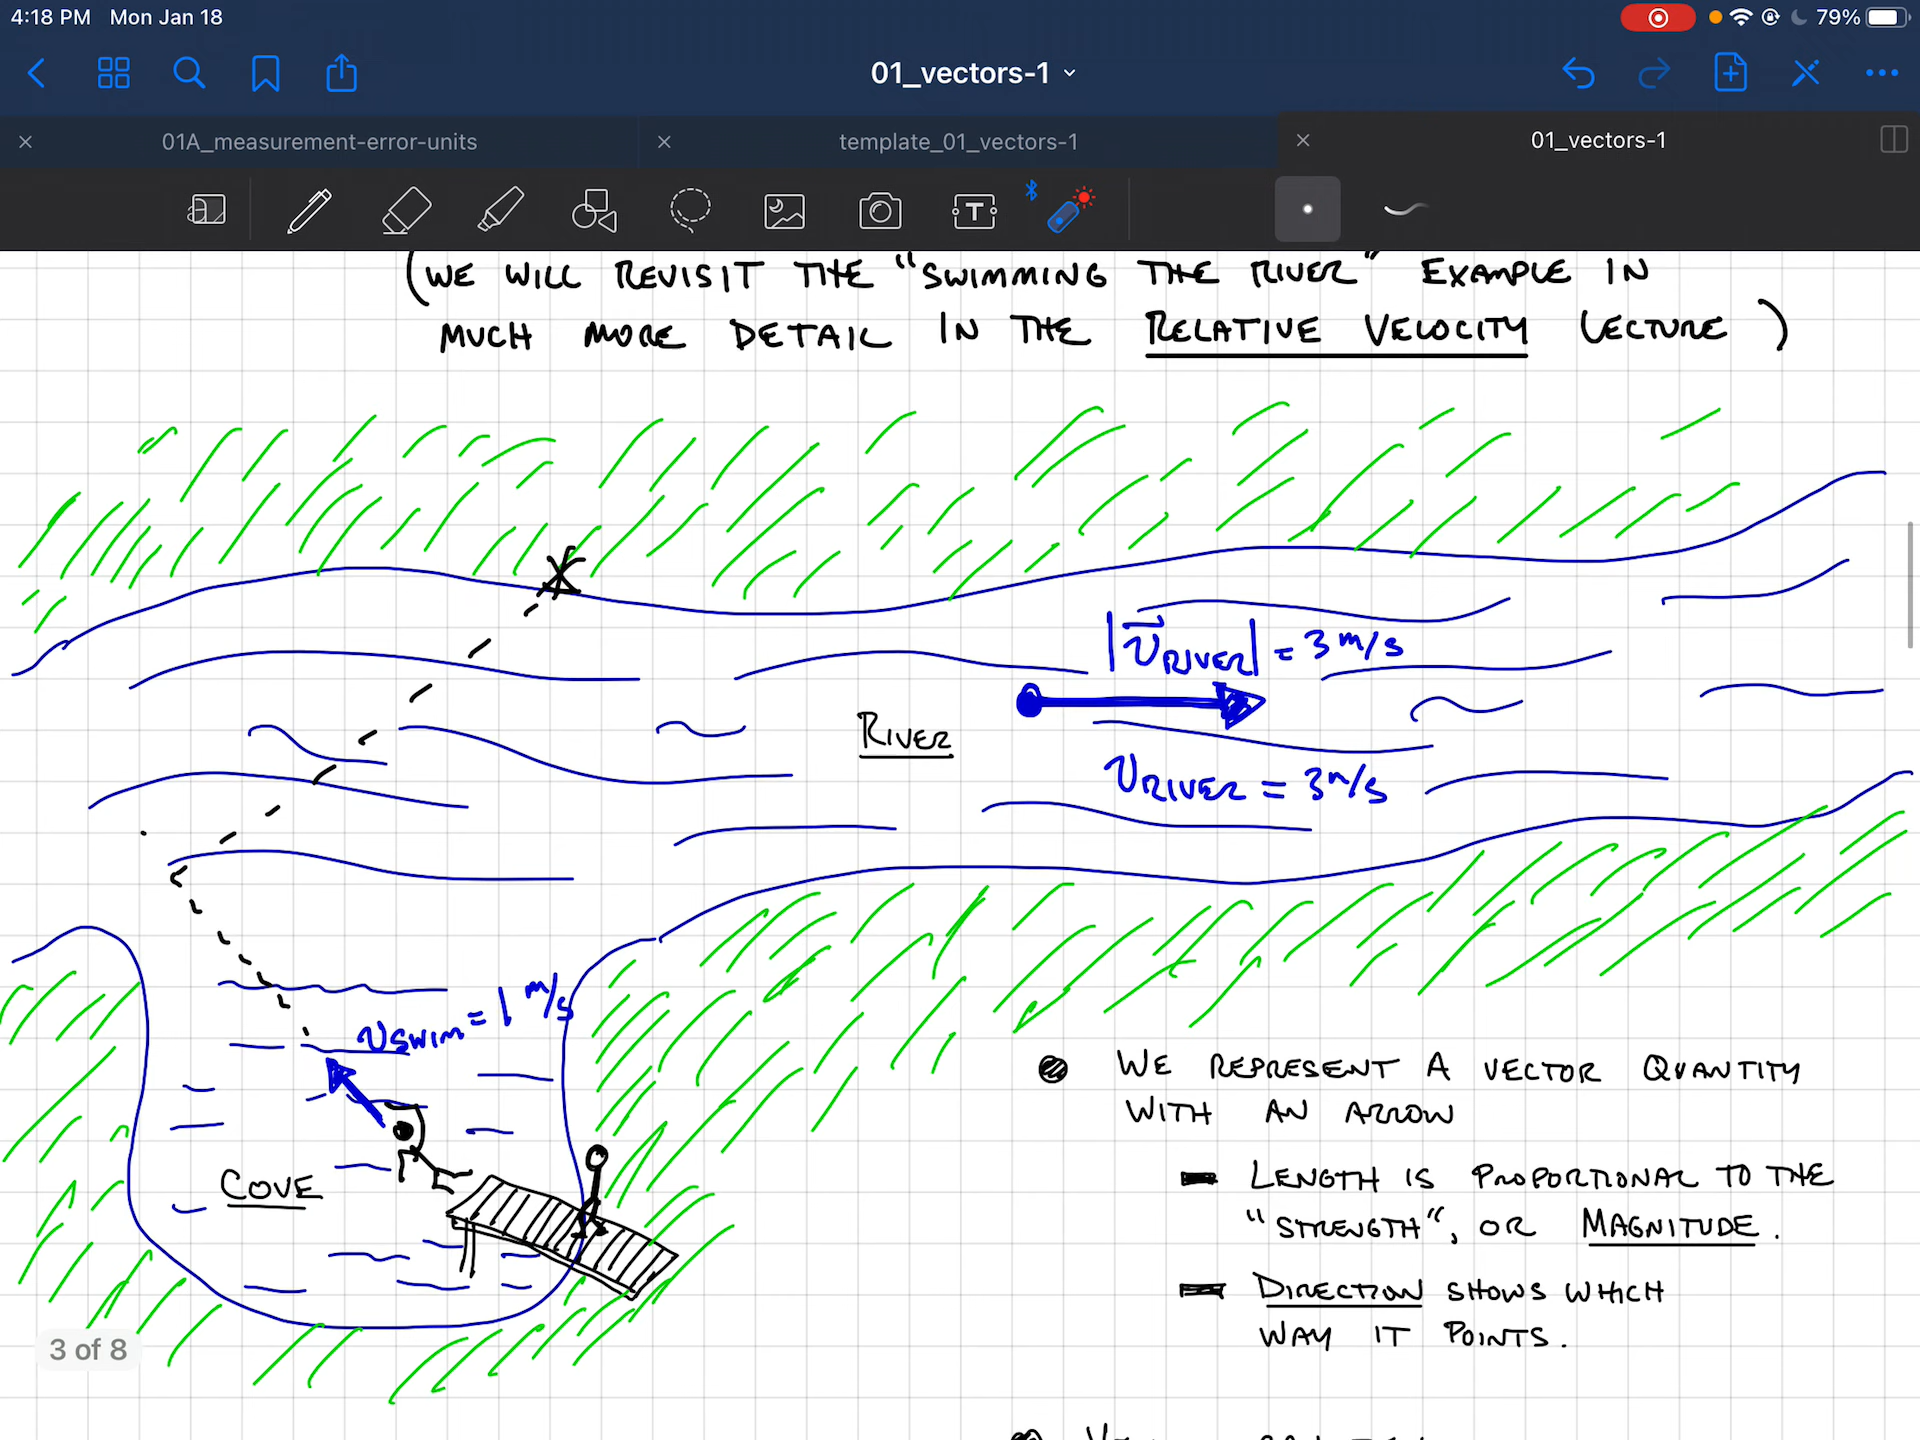 4:18 PM Mon Jan 18
79%
01_vectors-1
01A_measurement-error-units
template_01_vectors-1
01_vectors-1
T
(WE WILL REVISIT THE "SWIMMING THE RIVER" EXAMPLE IN
MUCH MORE DETAIL IN THE RELATIVE VELOCITY LECTURE)
|v⃗RIVER| = 3 m/s
RIVER
vRIVER = 3 m/s
vSWIM = 1 m/s
COVE
WE REPRESENT A VECTOR QUANTITY
WITH AN ARROW
LENGTH IS PROPORTIONAL TO THE
"STRENGTH", OR MAGNITUDE.
DIRECTION SHOWS WHICH
WAY IT POINTS.
3 of 8